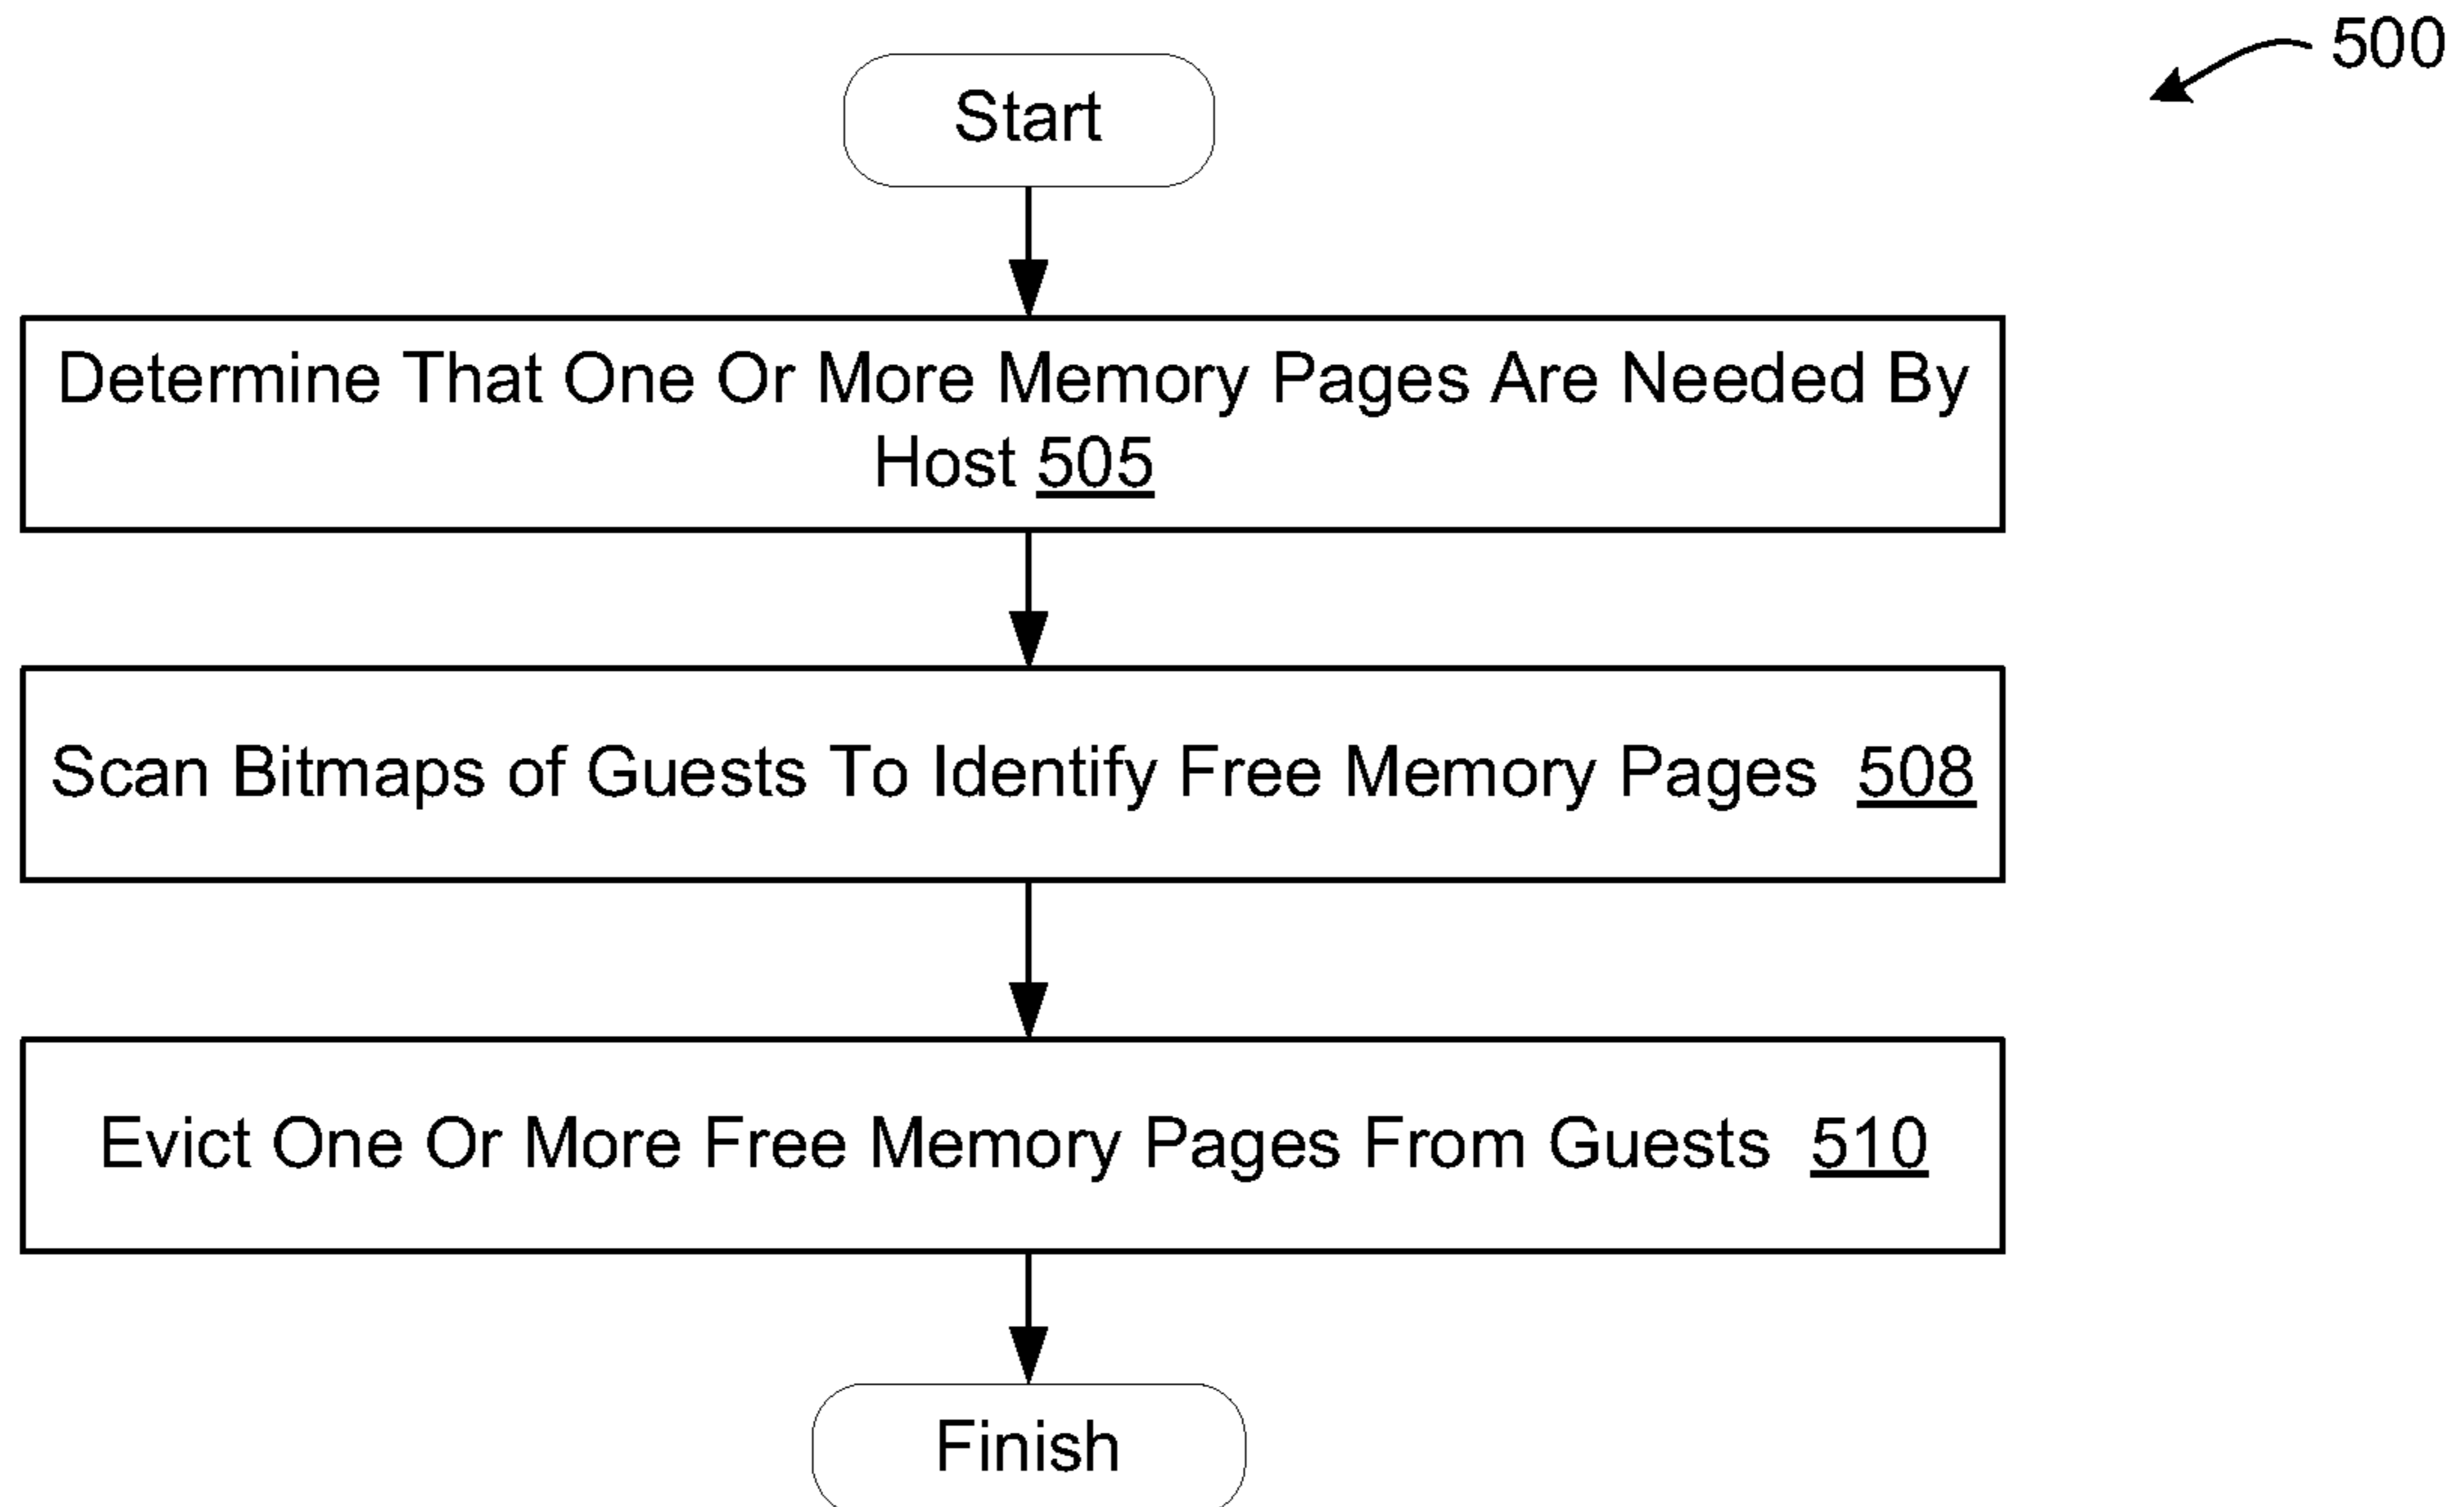 500
Start
Determine That One Or More Memory Pages Are Needed By
Host 505
Scan Bitmaps of Guests To Identify Free Memory Pages 508
Evict One Or More Free Memory Pages From Guests 510
Finish